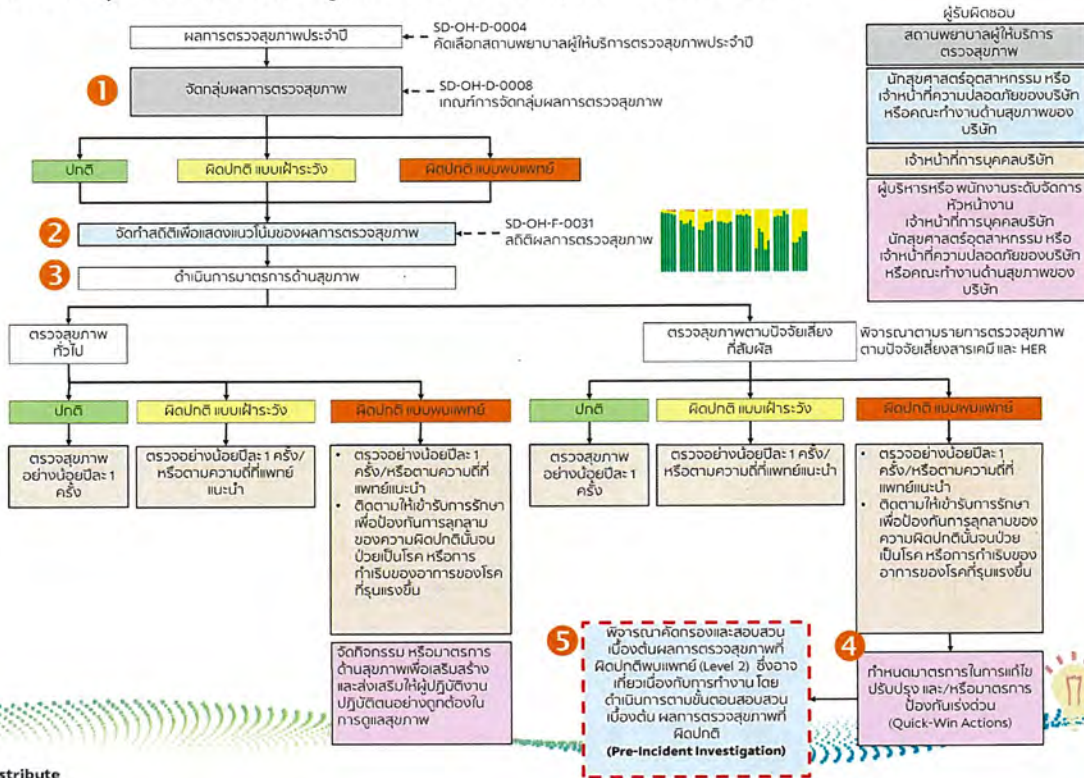 ผลการตรวจสุขภาพประจำปี
SD-OH-D-0004
คัดเลือกสถานพยาบาลผู้ให้บริการตรวจสุขภาพประจำปี
ผู้รับผิดชอบ
สถานพยาบาลผู้ให้บริการ
ตรวจสุขภาพ
นักสุขศาสตร์อุตสาหกรรม หรือ
เจ้าหน้าที่ความปลอดภัยของบริษัท
หรือคณะทำงานด้านสุขภาพของ
บริษัท
เจ้าหน้าที่การบุคคลบริษัท
ผู้บริหารหรือ พนักงานระดับจัดการ
หัวหน้างาน
เจ้าหน้าที่การบุคคลบริษัท
นักสุขศาสตร์อุตสาหกรรม หรือ
เจ้าหน้าที่ความปลอดภัยของบริษัท
หรือคณะทำงานด้านสุขภาพของ
บริษัท
1
จัดกลุ่มผลการตรวจสุขภาพ
SD-OH-D-0008
เกณฑ์การจัดกลุ่มผลการตรวจสุขภาพ
ปกติ
ผิดปกติ แบบเฝ้าระวัง
ผิดปกติ แบบพบแพทย์
2
จัดทำสถิติเพื่อแสดงแนวโน้มของผลการตรวจสุขภาพ
SD-OH-F-0031
สถิติผลการตรวจสุขภาพ
3
ดำเนินการมาตรการด้านสุขภาพ
ตรวจสุขภาพ
ทั่วไป
ตรวจสุขภาพตามปัจจัยเสี่ยง
ที่สัมผัส
พิจารณาตามรายการตรวจสุขภาพ
ตามปัจจัยเสี่ยงสารเคมี และ HER
ปกติ
ผิดปกติ แบบเฝ้าระวัง
ผิดปกติ แบบพบแพทย์
ปกติ
ผิดปกติ แบบเฝ้าระวัง
ผิดปกติ แบบพบแพทย์
ตรวจสุขภาพ
อย่างน้อยปีละ 1
ครั้ง
ตรวจอย่างน้อยปีละ 1 ครั้ง/
หรือตามความถี่ที่แพทย์
แนะนำ
• ตรวจอย่างน้อยปีละ 1
ครั้ง/หรือตามความถี่ที่
แพทย์แนะนำ
• ติดตามให้เข้ารับการรักษา
เพื่อป้องกันการลุกลาม
ของความผิดปกตินั้นจน
ป่วยเป็นโรค หรือการ
กำเริบของอาการของโรค
ที่รุนแรงขึ้น
จัดกิจกรรม หรือมาตรการ
ด้านสุขภาพเพื่อเสริมสร้าง
และส่งเสริมให้ผู้ปฏิบัติงาน
ปฏิบัติตนอย่างถูกต้องใน
การดูแลสุขภาพ
ตรวจสุขภาพ
อย่างน้อยปีละ 1
ครั้ง
ตรวจอย่างน้อยปีละ 1 ครั้ง/
หรือตามความถี่ที่แพทย์แนะนำ
• ตรวจอย่างน้อยปีละ 1
ครั้ง/หรือตามความถี่ที่
แพทย์แนะนำ
• ติดตามให้เข้ารับการรักษา
เพื่อป้องกันการลุกลามของ
ความผิดปกตินั้นจนป่วย
เป็นโรค หรือการกำเริบของ
อาการของโรคที่รุนแรงขึ้น
4
กำหนดมาตรการในการแก้ไข
ปรับปรุง และ/หรือมาตรการ
ป้องกันเร่งด่วน
(Quick-Win Actions)
5
พิจารณาคัดกรองและสอบสวน
เบื้องต้นผลการตรวจสุขภาพที่
ผิดปกติพบแพทย์ (Level 2) ซึ่งอาจ
เกี่ยวเนื่องกับการทำงาน โดย
ดำเนินการตามขั้นตอนสอบสวน
เบื้องต้น ผลการตรวจสุขภาพที่
ผิดปกติ
(Pre-Incident Investigation)
stribute